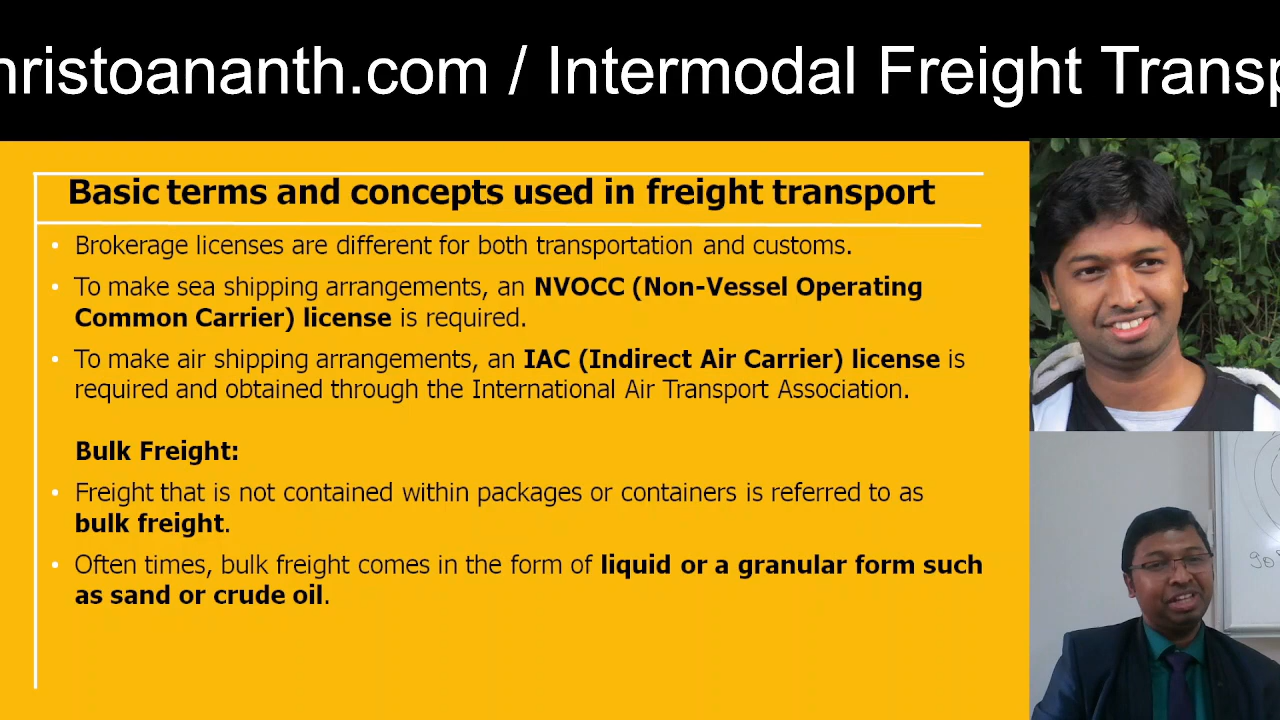 hristoananth.com / Intermodal Freight Transp
Basic terms and concepts used in freight transport
• Brokerage licenses are different for both transportation and customs.
• To make sea shipping arrangements, an NVOCC (Non-Vessel Operating
Common Carrier) license is required.
• To make air shipping arrangements, an IAC (Indirect Air Carrier) license is
required and obtained through the International Air Transport Association.
Bulk Freight:
• Freight that is not contained within packages or containers is referred to as
bulk freight.
• Often times, bulk freight comes in the form of liquid or a granular form such
as sand or crude oil.